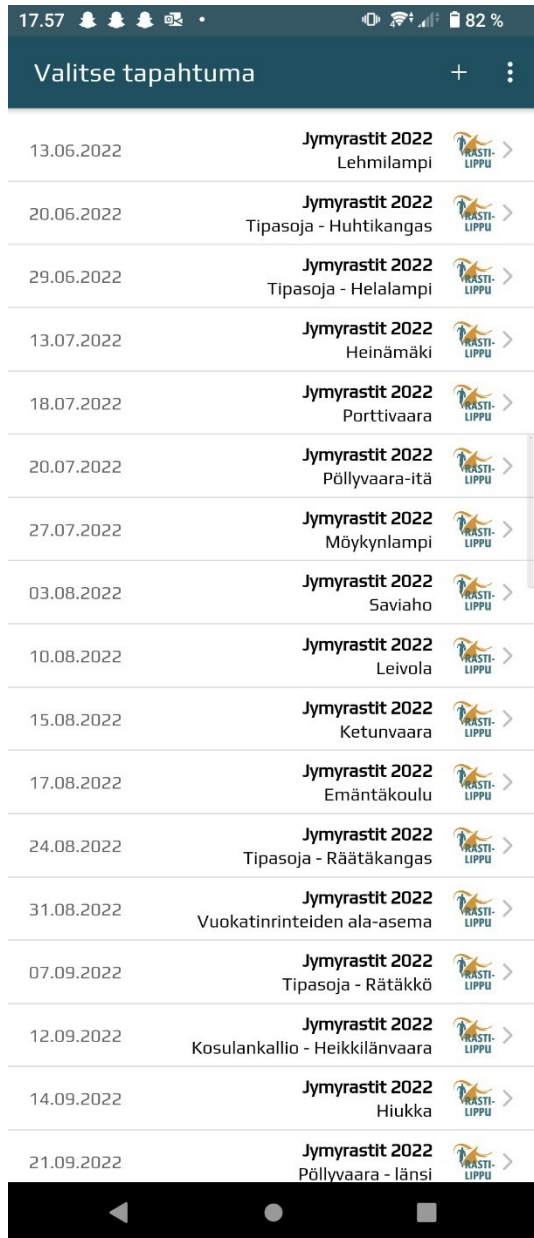 17.57 82 %
Valitse tapahtuma +
Jymyrastit 2022
13.06.2022 RASTI-
Lehmilampi LIPPU
Jymyrastit 2022
20.06.2022 RASTI-
Tipasoja - Huhtikangas LIPPU
Jymyrastit 2022
29.06.2022 RASTI-
Tipasoja - Helalampi LIPPU
Jymyrastit 2022
13.07.2022 RASTI-
Heinämäki LIPPU
Jymyrastit 2022
18.07.2022 RASTI-
Porttivaara LIPPU
Jymyrastit 2022
20.07.2022 RASTI-
Pöllyvaara-itä LIPPU
Jymyrastit 2022
27.07.2022 RASTI-
Möykynlampi LIPPU
Jymyrastit 2022
03.08.2022 RASTI-
Saviaho LIPPU
Jymyrastit 2022
10.08.2022 RASTI-
Leivola LIPPU
Jymyrastit 2022
15.08.2022 RASTI-
Ketunvaara LIPPU
Jymyrastit 2022
17.08.2022 RASTI-
Emäntäkoulu LIPPU
Jymyrastit 2022
24.08.2022 RASTI-
Tipasoja - Räätäkangas LIPPU
Jymyrastit 2022
31.08.2022 RASTI-
Vuokatinrinteiden ala-asema LIPPU
Jymyrastit 2022
07.09.2022 RASTI-
Tipasoja - Rätäkkö LIPPU
Jymyrastit 2022
12.09.2022 RASTI-
Kosulankallio - Heikkilänvaara LIPPU
Jymyrastit 2022
14.09.2022 RASTI-
Hiukka LIPPU
Jymyrastit 2022
21.09.2022 RASTI-
Pöllyvaara - länsi LIPPU